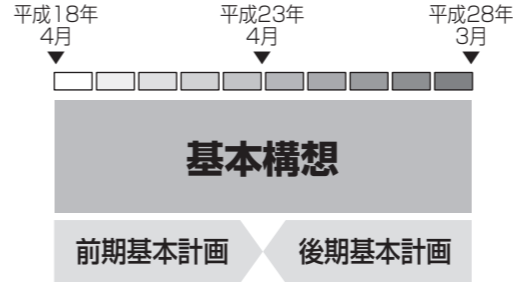 平成18年
4月
平成23年
4月
平成28年
3月
基本構想
前期基本計画
後期基本計画